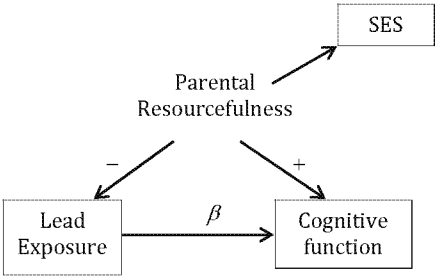 SES
Parental
Resourcefulness
−
+
Lead
Exposure
β
Cognitive
function